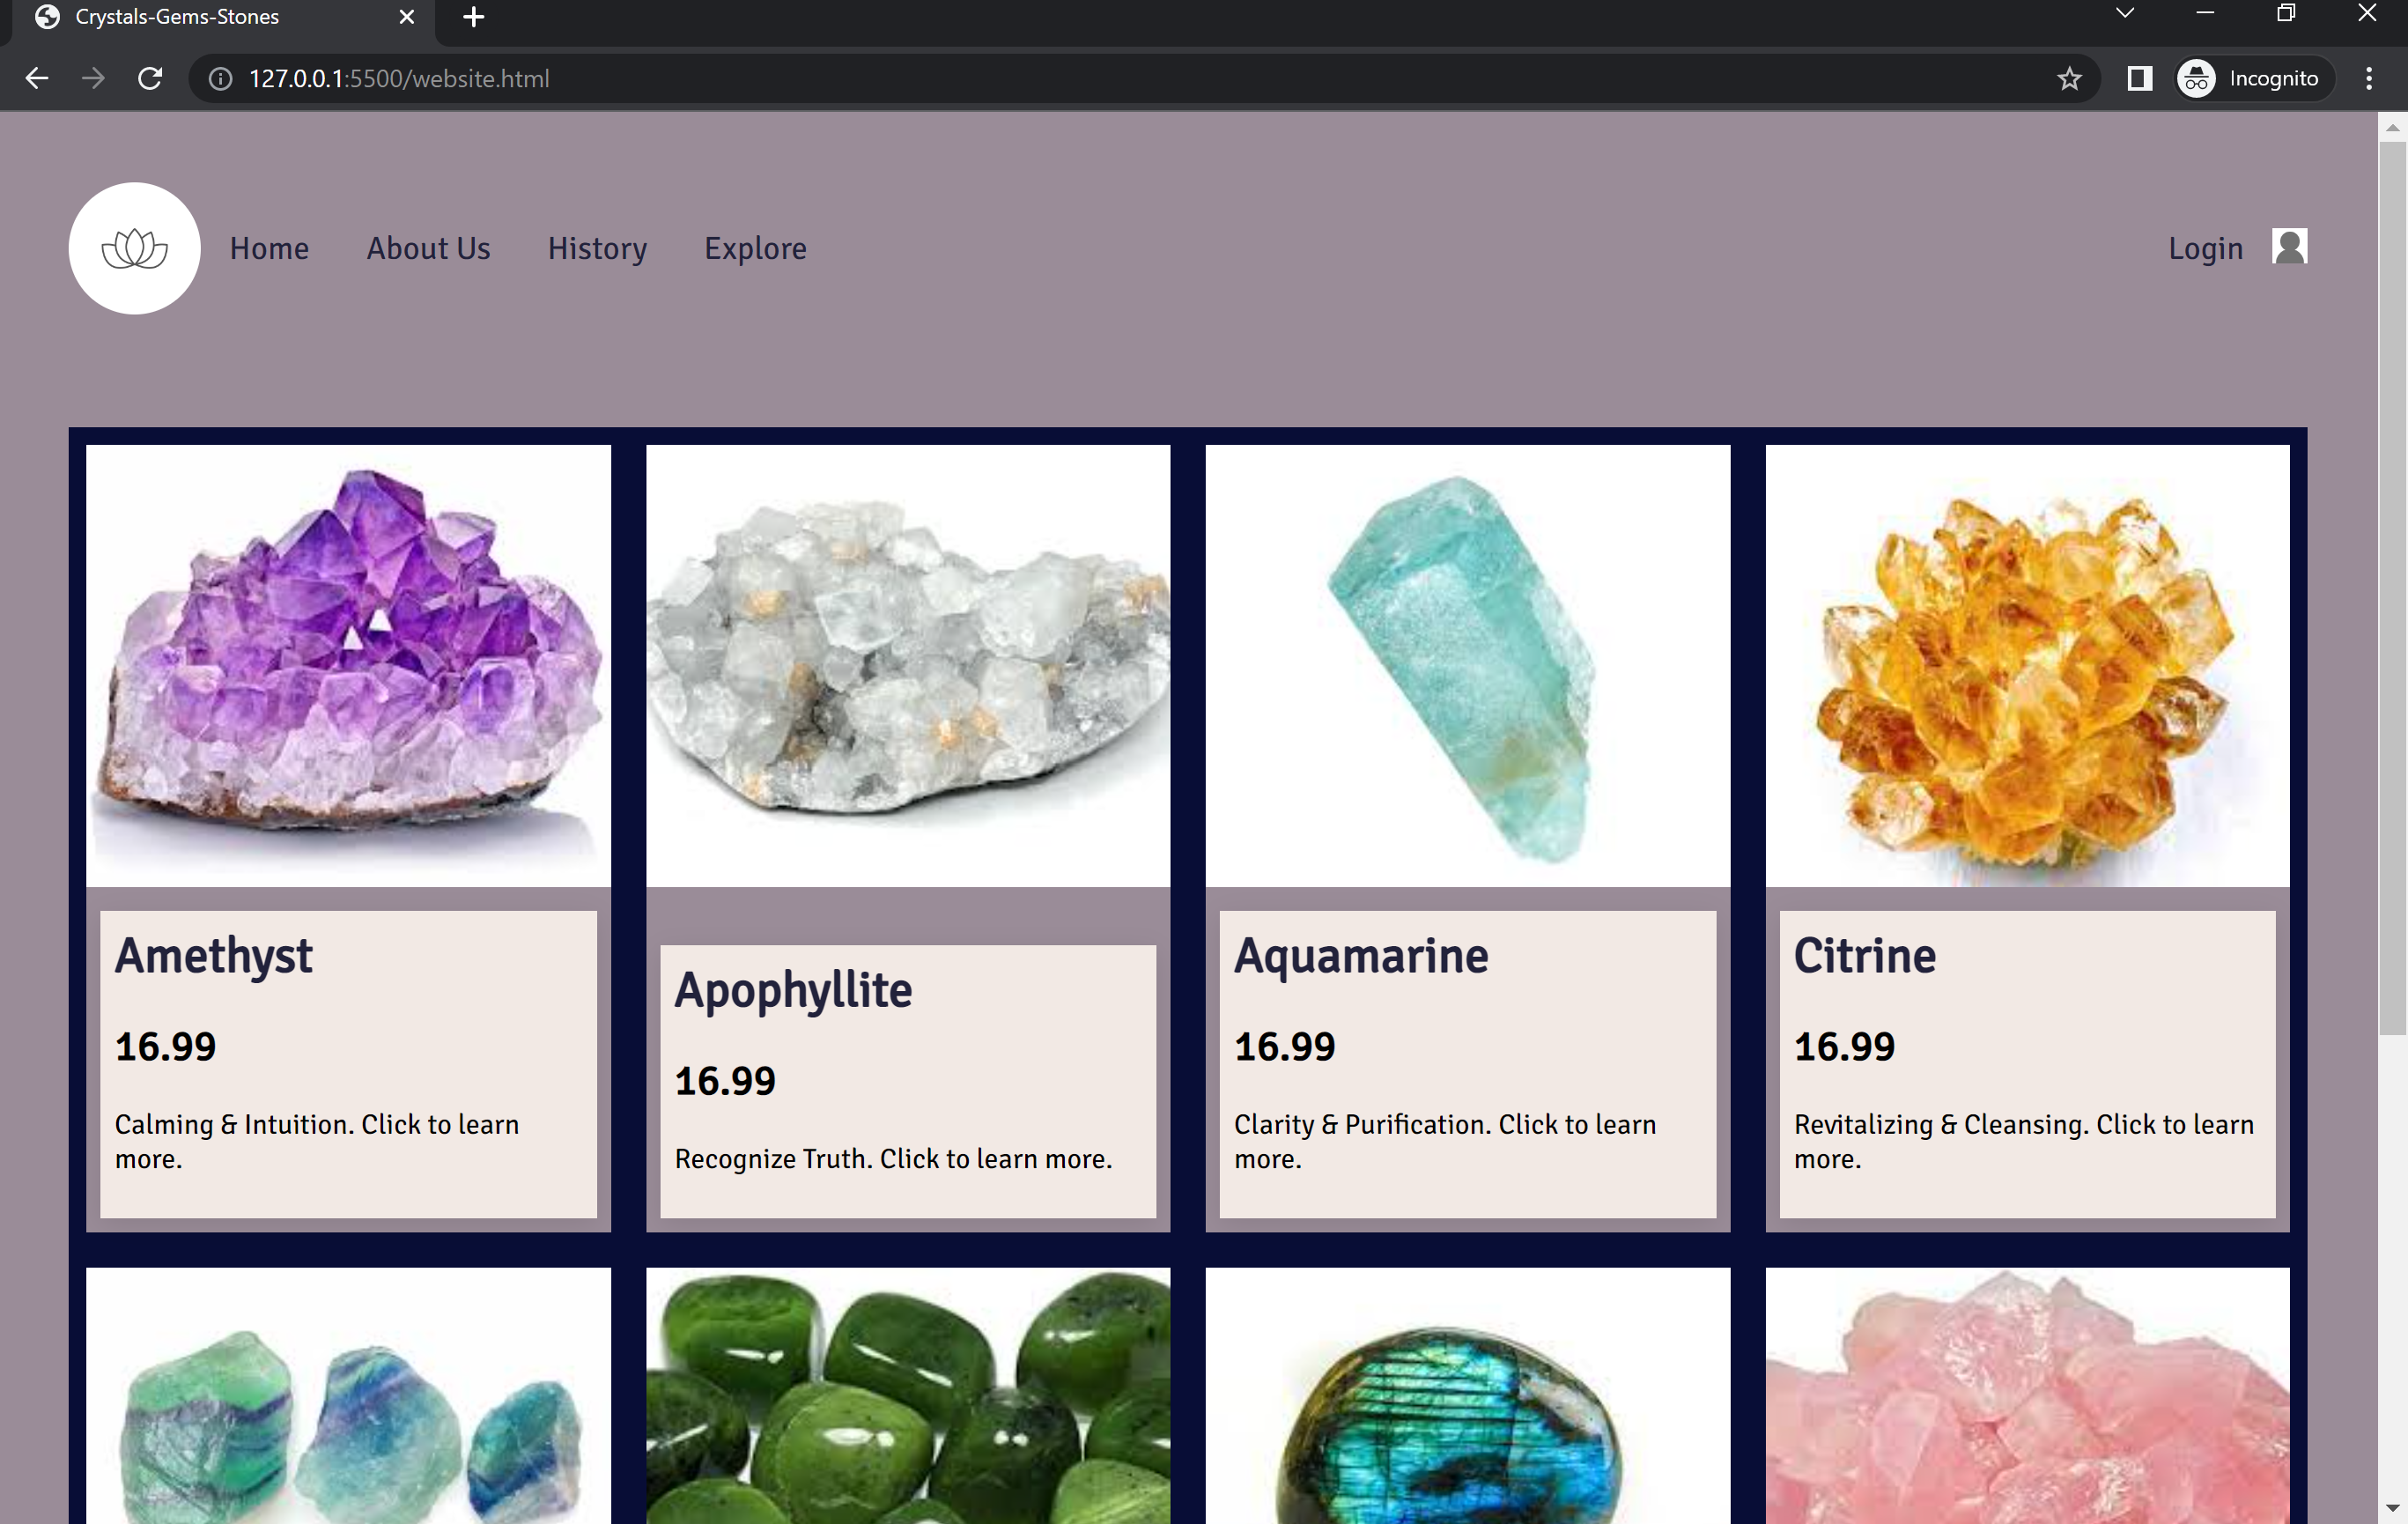 Crystals-Gems-Stones
127.0.0.1:5500/website.html
Incognito
Home About Us History Explore Login
Amethyst
16.99
Calming & Intuition. Click to learn
more.
Apophyllite
16.99
Recognize Truth. Click to learn more.
Aquamarine
16.99
Clarity & Purification. Click to learn
more.
Citrine
16.99
Revitalizing & Cleansing. Click to learn
more.